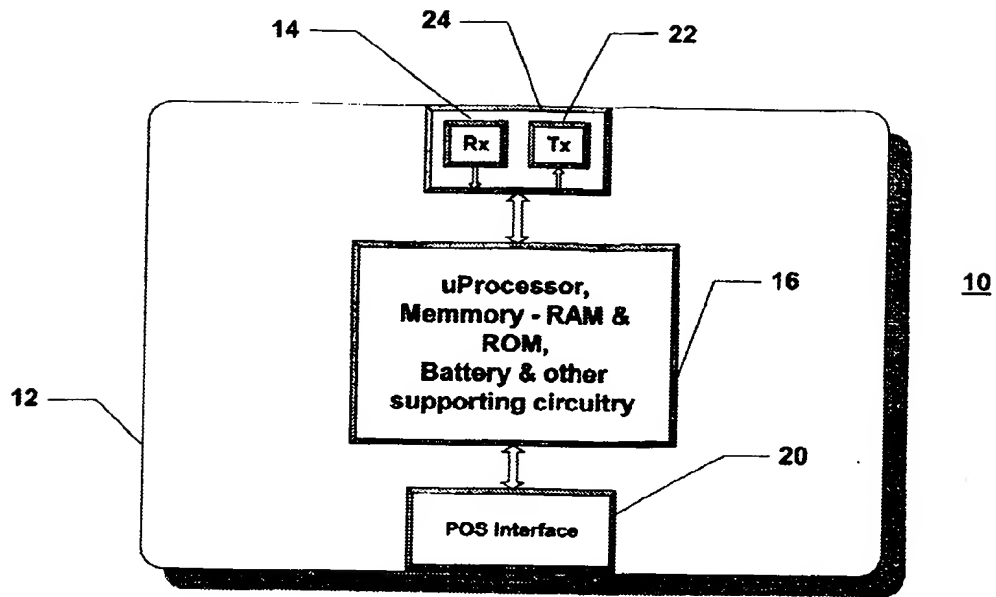 24
14
22
Rx
Tx
uProcessor,
Memmory - RAM &
ROM,
Battery & other
supporting circuitry
16
10
12
20
POS Interface